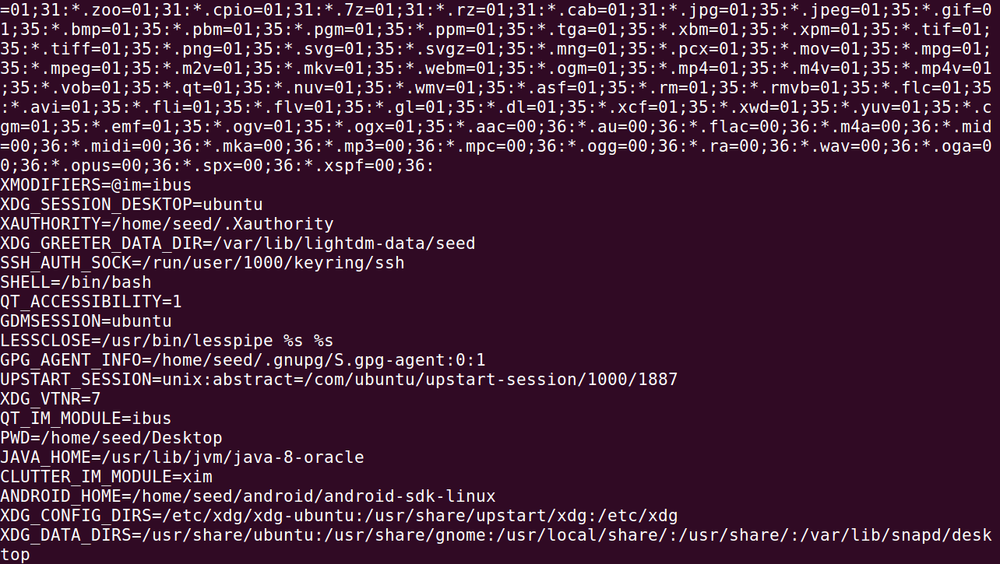 =01;31:*.zoo=01;31:*.cpio=01;31:*.7z=01;31:*.rz=01;31:*.cab=01;31:*.jpg=01;35:*.jpeg=01;35:*.gif=0
1;35:*.bmp=01;35:*.pbm=01;35:*.pgm=01;35:*.ppm=01;35:*.tga=01;35:*.xbm=01;35:*.xpm=01;35:*.tif=01;
35:*.tiff=01;35:*.png=01;35:*.svg=01;35:*.svgz=01;35:*.mng=01;35:*.pcx=01;35:*.mov=01;35:*.mpg=01;
35:*.mpeg=01;35:*.m2v=01;35:*.mkv=01;35:*.webm=01;35:*.ogm=01;35:*.mp4=01;35:*.m4v=01;35:*.mp4v=01
;35:*.vob=01;35:*.qt=01;35:*.nuv=01;35:*.wmv=01;35:*.asf=01;35:*.rm=01;35:*.rmvb=01;35:*.flc=01;35
:*.avi=01;35:*.fli=01;35:*.flv=01;35:*.gl=01;35:*.dl=01;35:*.xcf=01;35:*.xwd=01;35:*.yuv=01;35:*.c
gm=01;35:*.emf=01;35:*.ogv=01;35:*.ogx=01;35:*.aac=00;36:*.au=00;36:*.flac=00;36:*.m4a=00;36:*.mid
=00;36:*.midi=00;36:*.mka=00;36:*.mp3=00;36:*.mpc=00;36:*.ogg=00;36:*.ra=00;36:*.wav=00;36:*.oga=0
0;36:*.opus=00;36:*.spx=00;36:*.xspf=00;36:
XMODIFIERS=@im=ibus
XDG_SESSION_DESKTOP=ubuntu
XAUTHORITY=/home/seed/.Xauthority
XDG_GREETER_DATA_DIR=/var/lib/lightdm-data/seed
SSH_AUTH_SOCK=/run/user/1000/keyring/ssh
SHELL=/bin/bash
QT_ACCESSIBILITY=1
GDMSESSION=ubuntu
LESSCLOSE=/usr/bin/lesspipe %s %s
GPG_AGENT_INFO=/home/seed/.gnupg/S.gpg-agent:0:1
UPSTART_SESSION=unix:abstract=/com/ubuntu/upstart-session/1000/1887
XDG_VTNR=7
QT_IM_MODULE=ibus
PWD=/home/seed/Desktop
JAVA_HOME=/usr/lib/jvm/java-8-oracle
CLUTTER_IM_MODULE=xim
ANDROID_HOME=/home/seed/android/android-sdk-linux
XDG_CONFIG_DIRS=/etc/xdg/xdg-ubuntu:/usr/share/upstart/xdg:/etc/xdg
XDG_DATA_DIRS=/usr/share/ubuntu:/usr/share/gnome:/usr/local/share/:/usr/share/:/var/lib/snapd/desk
top